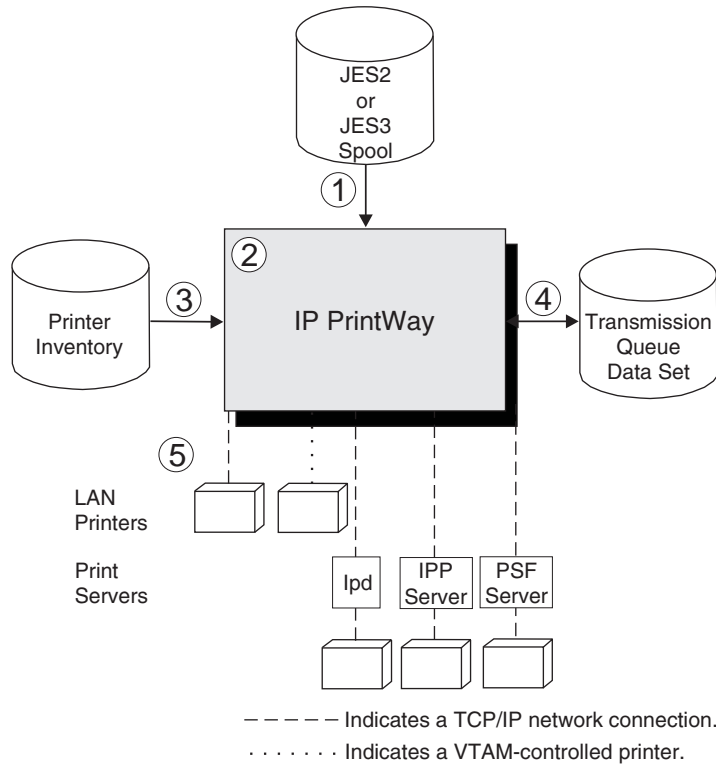 JES2
or
JES3
Spool
1
2
3
4
Printer
Inventory
IP PrintWay
Transmission
Queue
Data Set
5
LAN
Printers
Print
Servers
lpd
IPP
Server
PSF
Server
Indicates a TCP/IP network connection.
Indicates a VTAM-controlled printer.